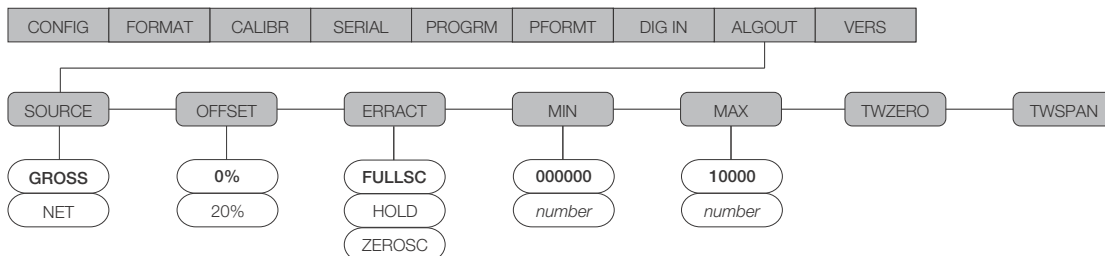 CONFIG FORMAT CALIBR SERIAL PROGRM PFORMT DIG IN ALGOUT VERS
SOURCE OFFSET ERRACT MIN MAX TWZERO TWSPAN
GROSS 0% FULLSC 000000 10000
NET 20% HOLD number number
ZEROSC